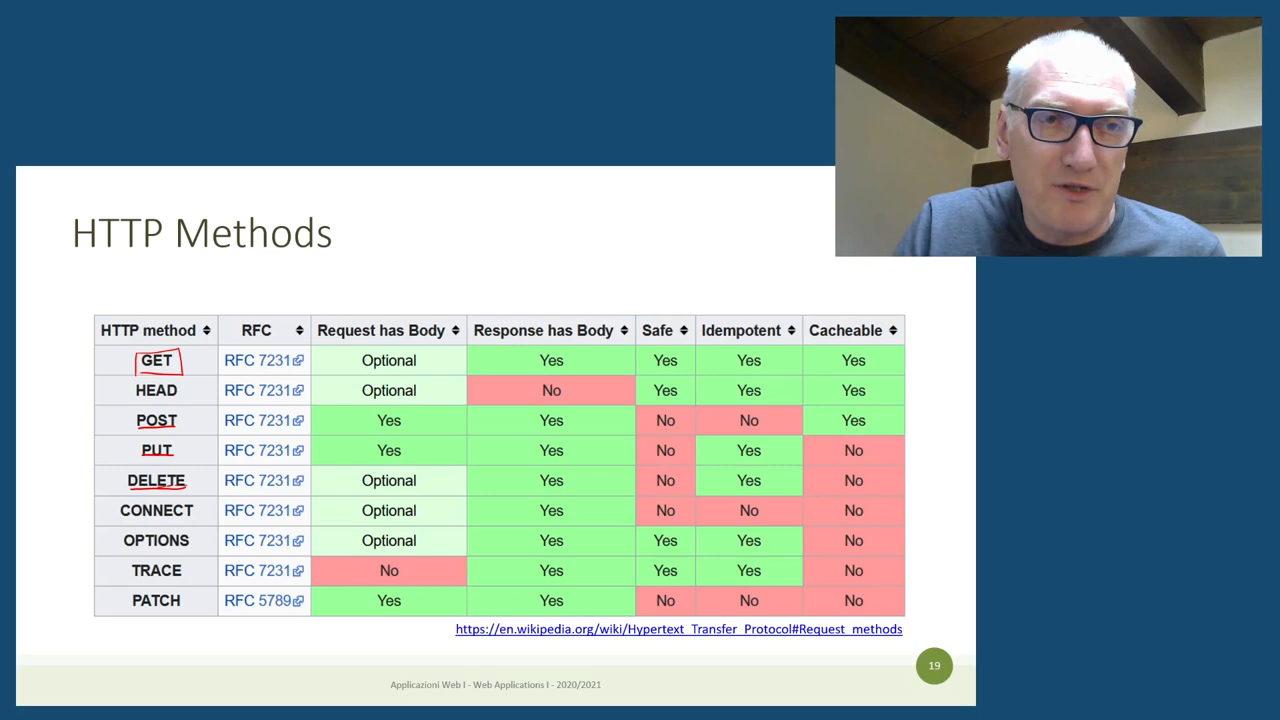 HTTP Methods
HTTP method RFC Request has Body Response has Body Safe Idempotent Cacheable
GET RFC 7231 Optional Yes Yes Yes Yes
HEAD RFC 7231 Optional No Yes Yes Yes
POST RFC 7231 Yes Yes No No Yes
PUT RFC 7231 Yes Yes No Yes No
DELETE RFC 7231 Optional Yes No Yes No
CONNECT RFC 7231 Optional Yes No No No
OPTIONS RFC 7231 Optional Yes Yes Yes No
TRACE RFC 7231 No Yes Yes Yes No
PATCH RFC 5789 Yes Yes No No No
https://en.wikipedia.org/wiki/Hypertext_Transfer_Protocol#Request_methods
19
Applicazioni Web I - Web Applications I - 2020/2021